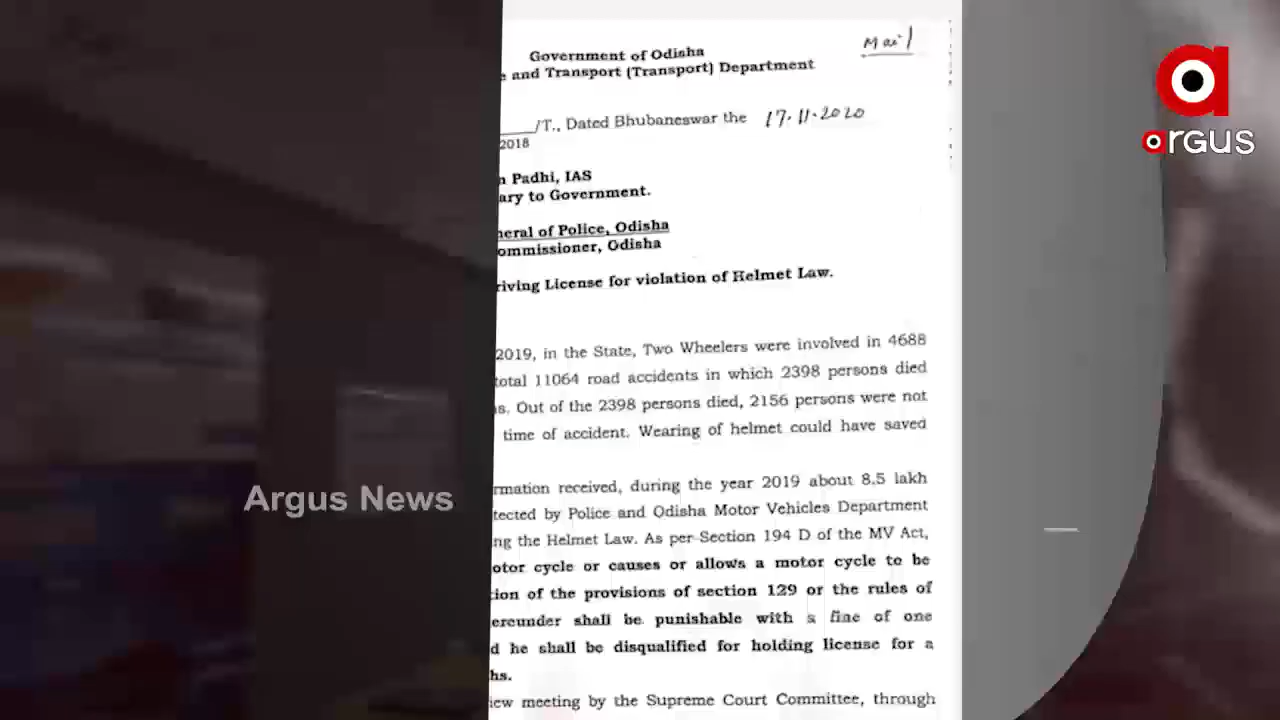 Mail
Government of Odisha
e and Transport (Transport) Department
/T., Dated Bhubaneswar the 17.11.2020
2018
n Padhi, IAS
ary to Government.
neral of Police, Odisha
ommissioner, Odisha
riving License for violation of Helmet Law.
2019, in the State, Two Wheelers were involved in 4688
total 11064 road accidents in which 2398 persons died
s. Out of the 2398 persons died, 2156 persons were not
time of accident. Wearing of helmet could have saved
rmation received, during the year 2019 about 8.5 lakh
tected by Police and Odisha Motor Vehicles Department
ng the Helmet Law. As per Section 194 D of the MV Act,
otor cycle or causes or allows a motor cycle to be
tion of the provisions of section 129 or the rules of
ereunder shall be punishable with a fine of one
d he shall be disqualified for holding license for a
hs.
iew meeting by the Supreme Court Committee, through
Argus News
argus